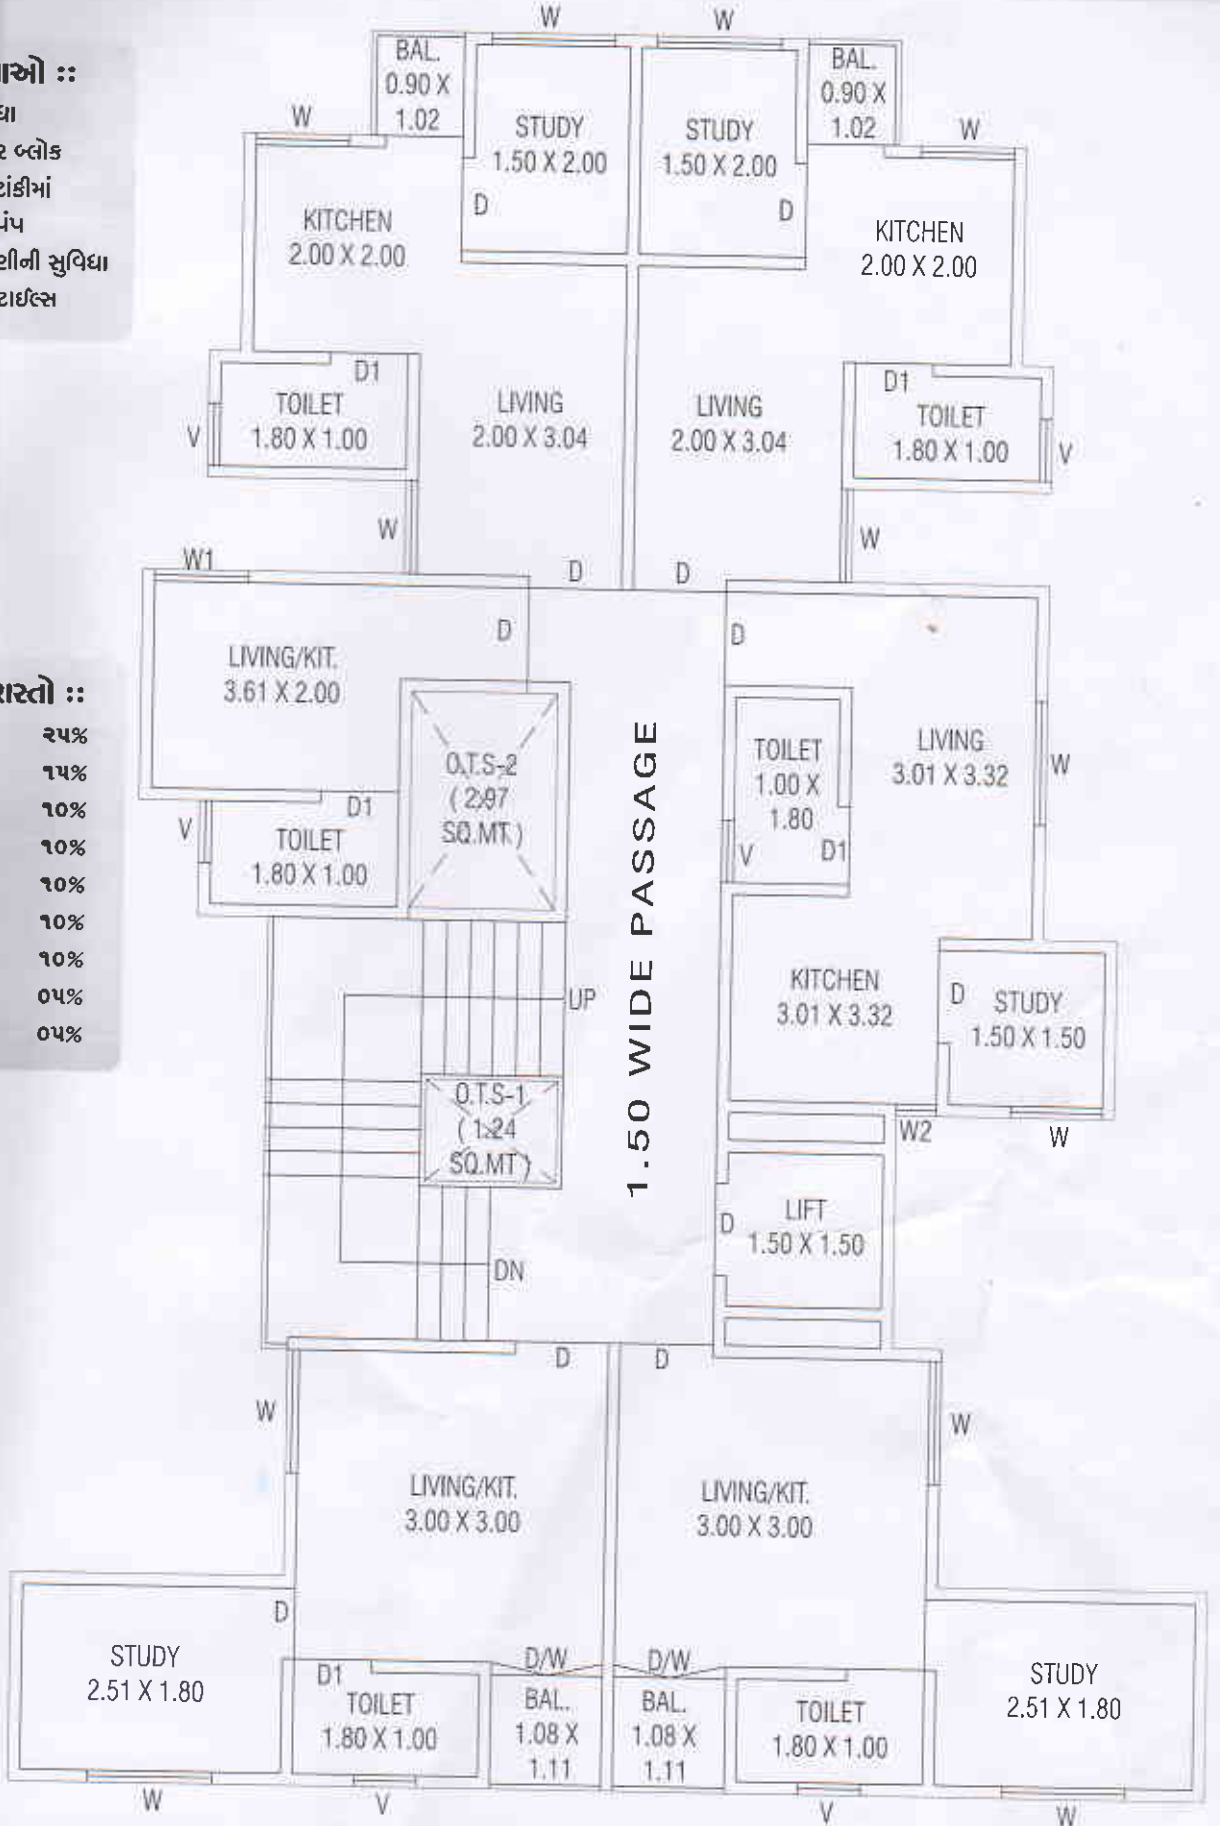 W
W
BAL.
0.90 X
1.02
STUDY
1.50 X 2.00
STUDY
1.50 X 2.00
BAL.
0.90 X
1.02
W
W
D
D
KITCHEN
2.00 X 2.00
KITCHEN
2.00 X 2.00
::
બ્લોક
સુવિધા
D1
TOILET
1.80 X 1.00
V
LIVING
2.00 X 3.04
LIVING
2.00 X 3.04
D1
TOILET
1.80 X 1.00
V
W
W
W1
D
D
D
D
LIVING/KIT.
3.61 X 2.00
::
૨૫%
૧૫%
૧૦%
૧૦%
૧૦%
૧૦%
૧૦%
૦૫%
૦૫%
O.T.S-2
( 2.97
SQ.MT.)
V
D1
TOILET
1.80 X 1.00
1.50 WIDE PASSAGE
TOILET
1.00 X
1.80
V
D1
LIVING
3.01 X 3.32
W
UP
KITCHEN
3.01 X 3.32
D
STUDY
1.50 X 1.50
O.T.S-1
( 1.24
SQ.MT )
W2
W
D
LIFT
1.50 X 1.50
DN
D
D
W
W
LIVING/KIT.
3.00 X 3.00
LIVING/KIT.
3.00 X 3.00
D
STUDY
2.51 X 1.80
D1
TOILET
1.80 X 1.00
D/W
BAL.
1.08 X
1.11
D/W
BAL.
1.08 X
1.11
TOILET
1.80 X 1.00
STUDY
2.51 X 1.80
W
V
V
W